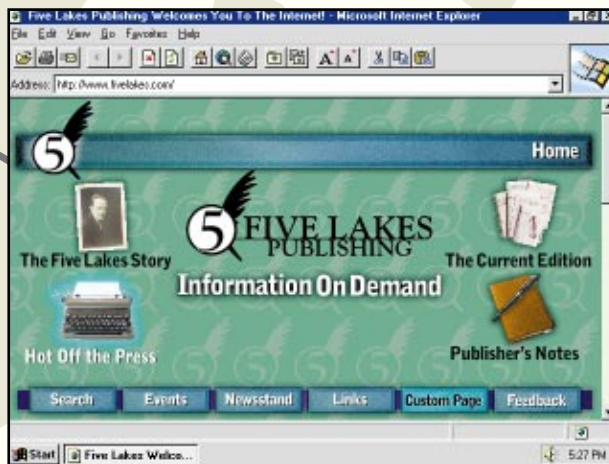 Five Lakes Publishing Welcomes You To The Internet! - Microsoft Internet Explorer
File Edit View Go Favorites Help
Address: http://www.fivelakes.com/
5
Home
5 FIVE LAKES
PUBLISHING
The Five Lakes Story
The Current Edition
Information On Demand
Hot Off the Press
Publisher's Notes
Search Events Newsstand Links Custom Page Feedback
Start Five Lakes Welco... 5:27 PM